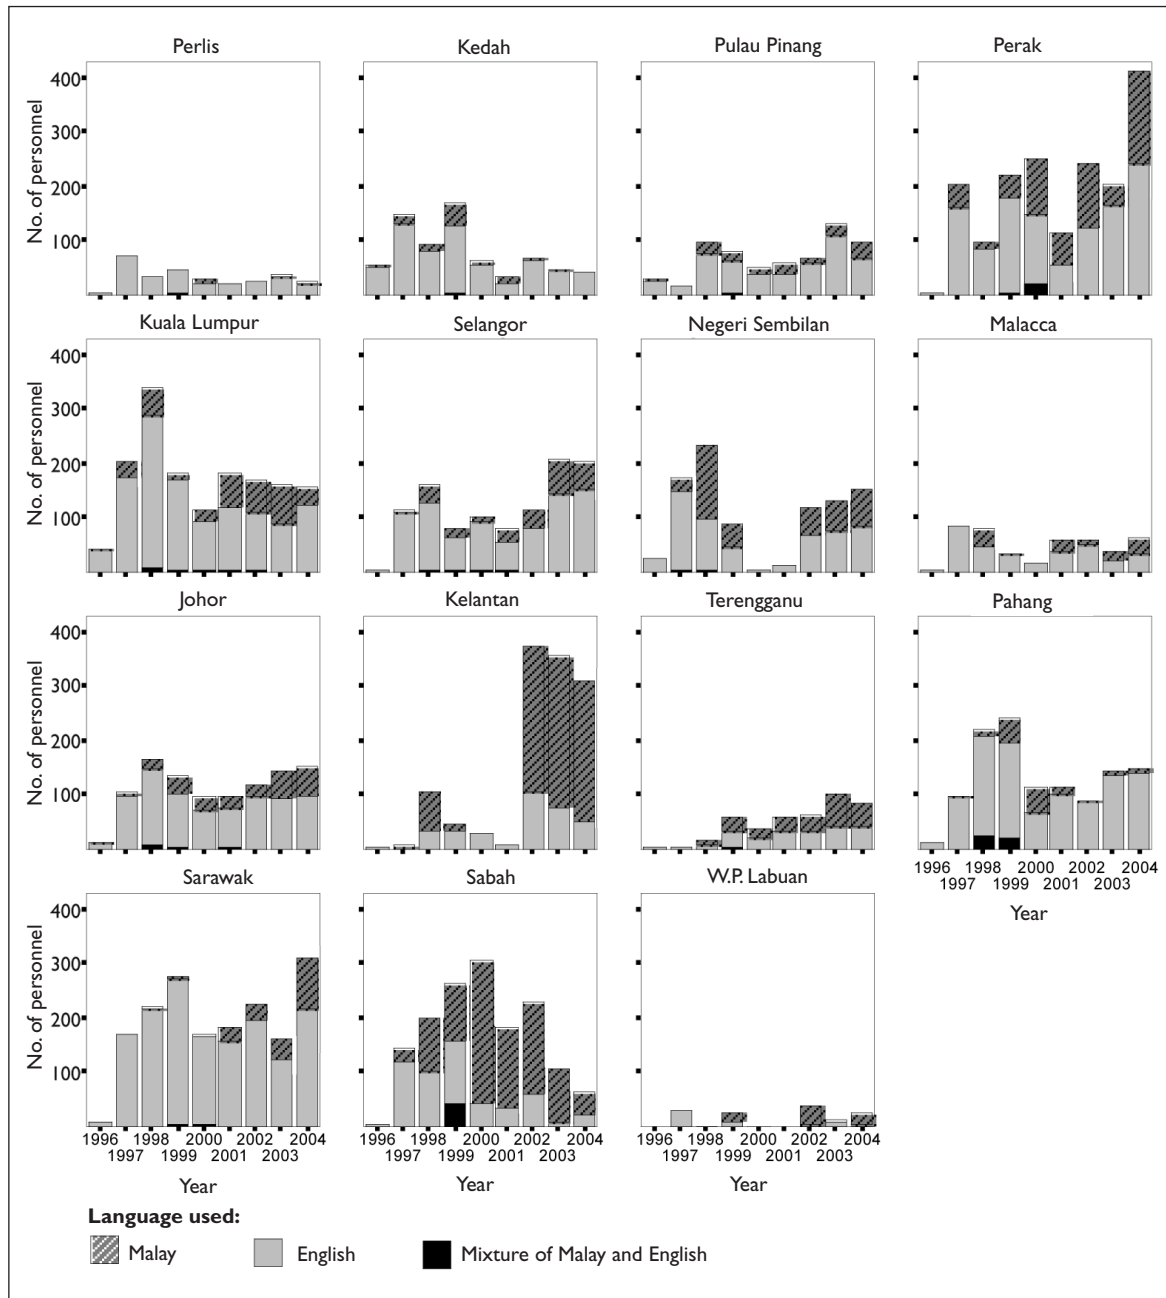 Perlis Kedah Pulau Pinang Perak
No. of personnel
400
300
200
100
Kuala Lumpur Selangor Negeri Sembilan Malacca
No. of personnel
400
300
200
100
Johor Kelantan Terengganu Pahang
No. of personnel
400
300
200
100
1996 1998 2000 2002 2004
1997 1999 2001 2003
Year
Sarawak Sabah W.P. Labuan
No. of personnel
400
300
200
100
1996 1998 2000 2002 2004 1996 1998 2000 2002 2004 1996 1998 2000 2002 2004
1997 1999 2001 2003 1997 1999 2001 2003 1997 1999 2001 2003
Year Year Year
Language used:
Malay English Mixture of Malay and English